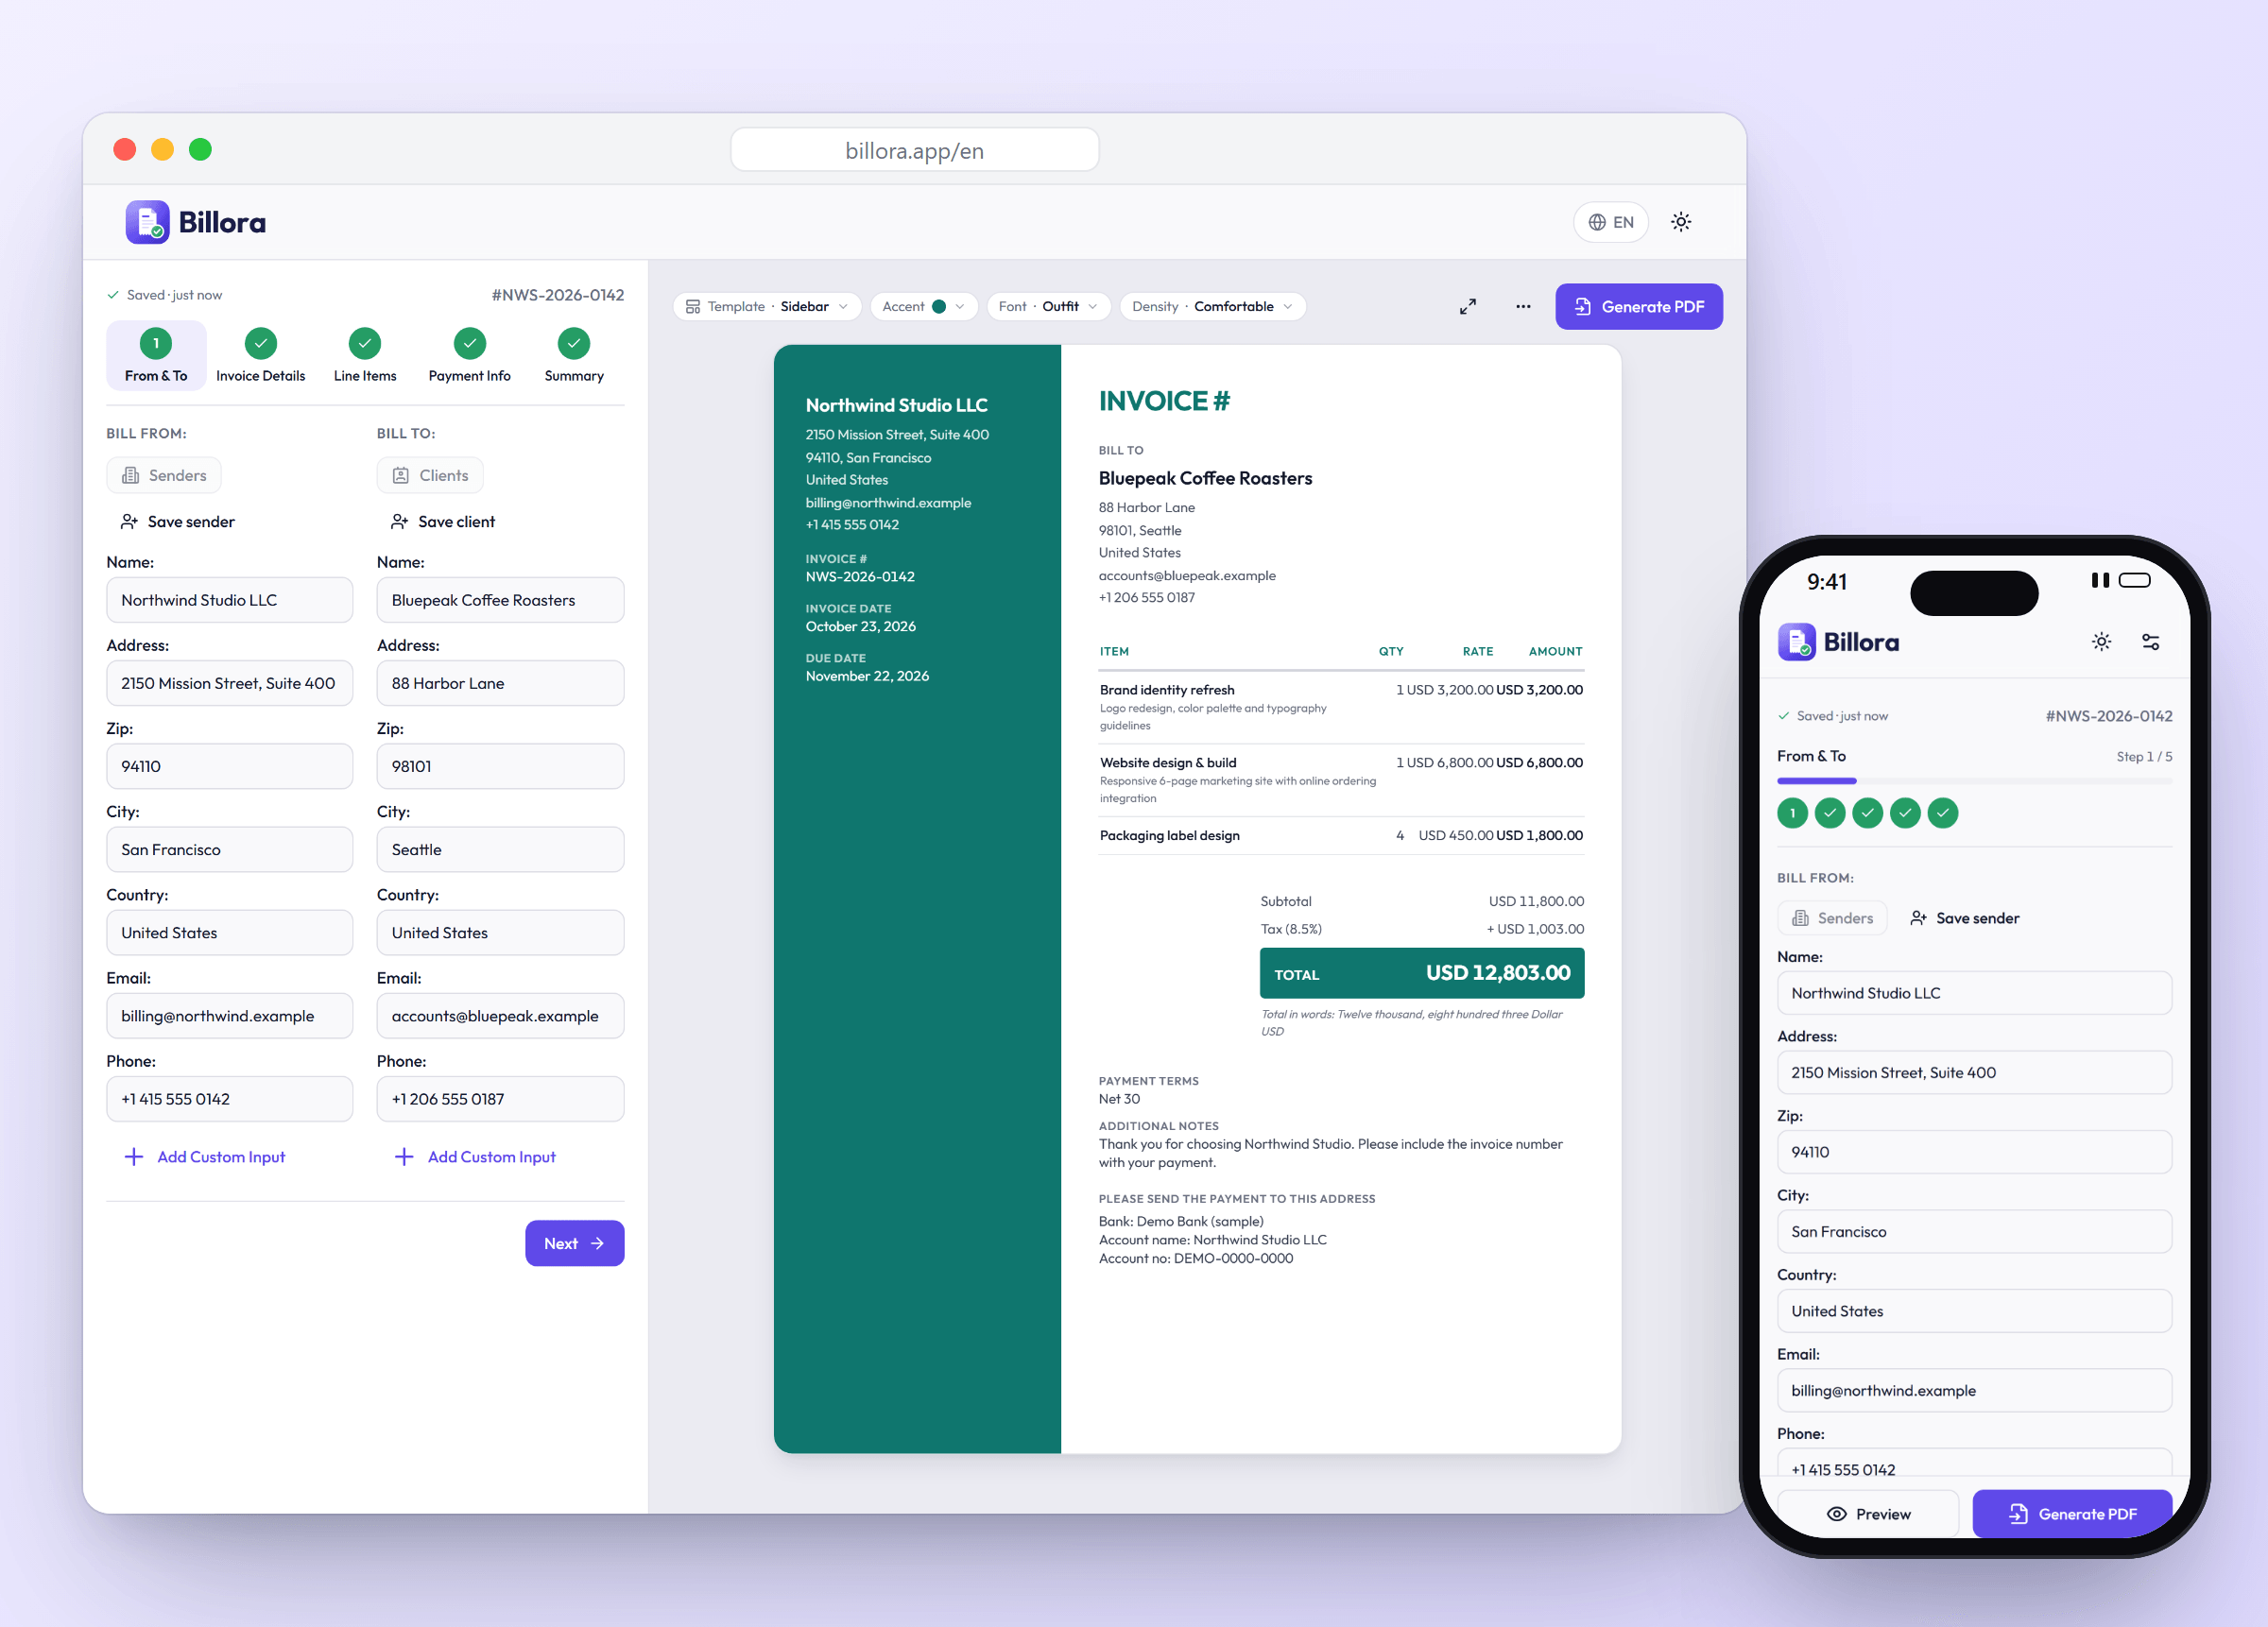 billora.app/en
Billora
EN
Saved · just now
#NWS-2026-0142
1
From & To
Invoice Details
Line Items
Payment Info
Summary
BILL FROM:
BILL TO:
Senders
Clients
Save sender
Save client
Name:
Name:
Northwind Studio LLC
Bluepeak Coffee Roasters
Address:
Address:
2150 Mission Street, Suite 400
88 Harbor Lane
Zip:
Zip:
94110
98101
City:
City:
San Francisco
Seattle
Country:
Country:
United States
United States
Email:
Email:
billing@northwind.example
accounts@bluepeak.example
Phone:
Phone:
+1 415 555 0142
+1 206 555 0187
Add Custom Input
Add Custom Input
Next
Template · Sidebar
Accent
Font · Outfit
Density · Comfortable
Generate PDF
Northwind Studio LLC
2150 Mission Street, Suite 400
94110, San Francisco
United States
billing@northwind.example
+1 415 555 0142
INVOICE #
NWS-2026-0142
INVOICE DATE
October 23, 2026
DUE DATE
November 22, 2026
INVOICE #
BILL TO
Bluepeak Coffee Roasters
88 Harbor Lane
98101, Seattle
United States
accounts@bluepeak.example
+1 206 555 0187
ITEM QTY RATE AMOUNT
Brand identity refresh 1 USD 3,200.00 USD 3,200.00
Logo redesign, color palette and typography
guidelines
Website design & build 1 USD 6,800.00 USD 6,800.00
Responsive 6-page marketing site with online ordering
integration
Packaging label design 4 USD 450.00 USD 1,800.00
Subtotal USD 11,800.00
Tax (8.5%) + USD 1,003.00
TOTAL USD 12,803.00
Total in words: Twelve thousand, eight hundred three Dollar
USD
PAYMENT TERMS
Net 30
ADDITIONAL NOTES
Thank you for choosing Northwind Studio. Please include the invoice number
with your payment.
PLEASE SEND THE PAYMENT TO THIS ADDRESS
Bank: Demo Bank (sample)
Account name: Northwind Studio LLC
Account no: DEMO-0000-0000
9:41
Billora
Saved · just now
#NWS-2026-0142
From & To
Step 1 / 5
1
BILL FROM:
Senders
Save sender
Name:
Northwind Studio LLC
Address:
2150 Mission Street, Suite 400
Zip:
94110
City:
San Francisco
Country:
United States
Email:
billing@northwind.example
Phone:
+1 415 555 0142
Preview
Generate PDF